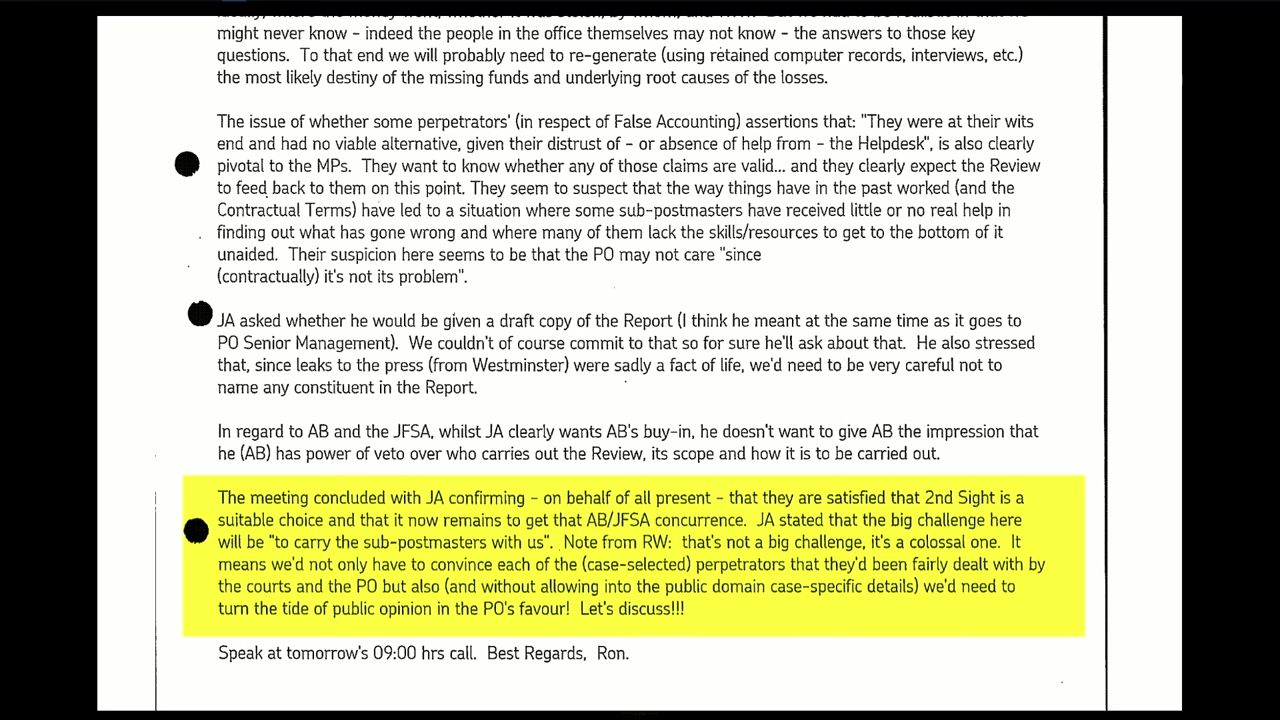 might never know - indeed the people in the office themselves may not know - the answers to those key
questions. To that end we will probably need to re-generate (using retained computer records, interviews, etc.)
the most likely destiny of the missing funds and underlying root causes of the losses.
The issue of whether some perpetrators' (in respect of False Accounting) assertions that: "They were at their wits
end and had no viable alternative, given their distrust of - or absence of help from - the Helpdesk", is also clearly
pivotal to the MPs. They want to know whether any of those claims are valid... and they clearly expect the Review
to feed back to them on this point. They seem to suspect that the way things have in the past worked (and the
Contractual Terms) have led to a situation where some sub-postmasters have received little or no real help in
finding out what has gone wrong and where many of them lack the skills/resources to get to the bottom of it
unaided. Their suspicion here seems to be that the PO may not care "since
(contractually) it's not its problem".
JA asked whether he would be given a draft copy of the Report (I think he meant at the same time as it goes to
PO Senior Management). We couldn't of course commit to that so for sure he'll ask about that. He also stressed
that, since leaks to the press (from Westminster) were sadly a fact of life, we'd need to be very careful not to
name any constituent in the Report.
In regard to AB and the JFSA, whilst JA clearly wants AB's buy-in, he doesn't want to give AB the impression that
he (AB) has power of veto over who carries out the Review, its scope and how it is to be carried out.
The meeting concluded with JA confirming - on behalf of all present - that they are satisfied that 2nd Sight is a
suitable choice and that it now remains to get that AB/JFSA concurrence. JA stated that the big challenge here
will be "to carry the sub-postmasters with us". Note from RW: that's not a big challenge, it's a colossal one. It
means we'd not only have to convince each of the (case-selected) perpetrators that they'd been fairly dealt with by
the courts and the PO but also (and without allowing into the public domain case-specific details) we'd need to
turn the tide of public opinion in the PO's favour! Let's discuss!!!
Speak at tomorrow's 09:00 hrs call. Best Regards, Ron.